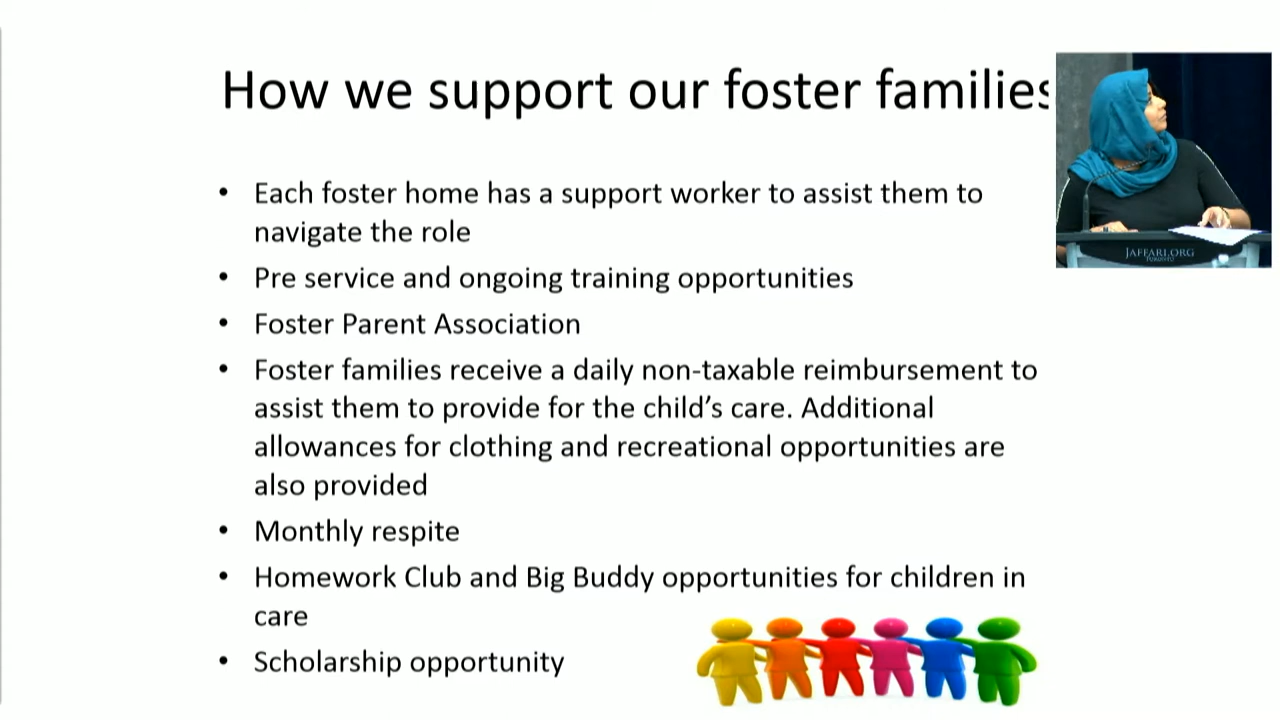 How we support our foster families
• Each foster home has a support worker to assist them to
navigate the role
• Pre service and ongoing training opportunities
• Foster Parent Association
• Foster families receive a daily non-taxable reimbursement to
assist them to provide for the child’s care. Additional
allowances for clothing and recreational opportunities are
also provided
• Monthly respite
• Homework Club and Big Buddy opportunities for children in
care
• Scholarship opportunity
JAFFARI.ORG
TORONTO